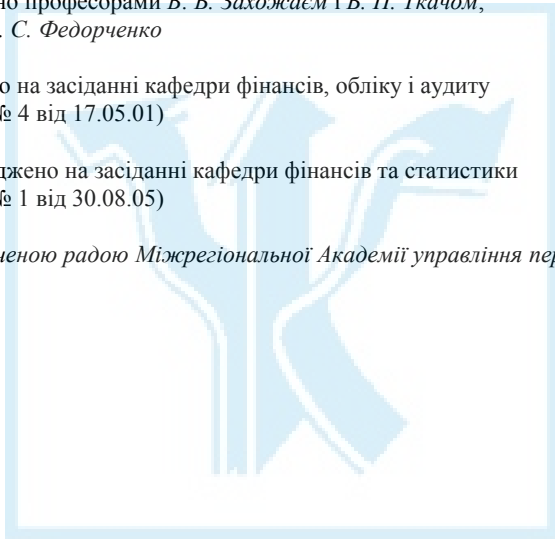 но професорами В. В. Захожаєм і В. П. Ткачом,
. С. Федорченко
о на засіданні кафедри фінансів, обліку і аудиту
№ 4 від 17.05.01)
джено на засіданні кафедри фінансів та статистики
№ 1 від 30.08.05)
ченою радою Міжрегіональної Академії управління пер